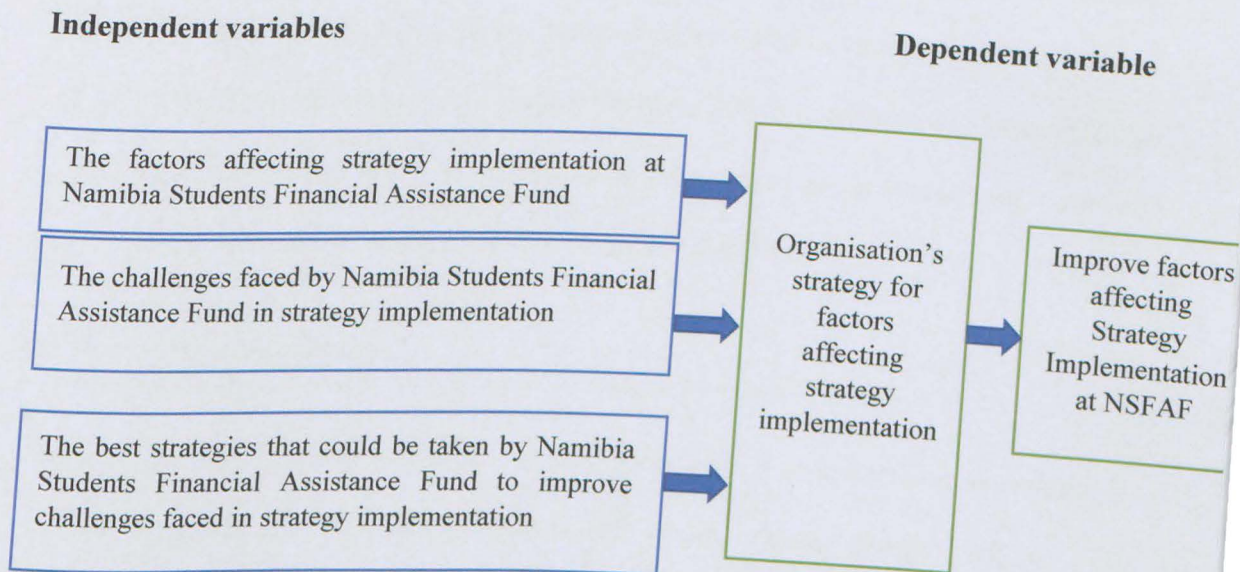 Independent variables
Dependent variable
The factors affecting strategy implementation at
Namibia Students Financial Assistance Fund
The challenges faced by Namibia Students Financial
Assistance Fund in strategy implementation
The best strategies that could be taken by Namibia
Students Financial Assistance Fund to improve
challenges faced in strategy implementation
Organisation's
strategy for
factors
affecting
strategy
implementation
Improve factors
affecting
Strategy
Implementation
at NSFAF